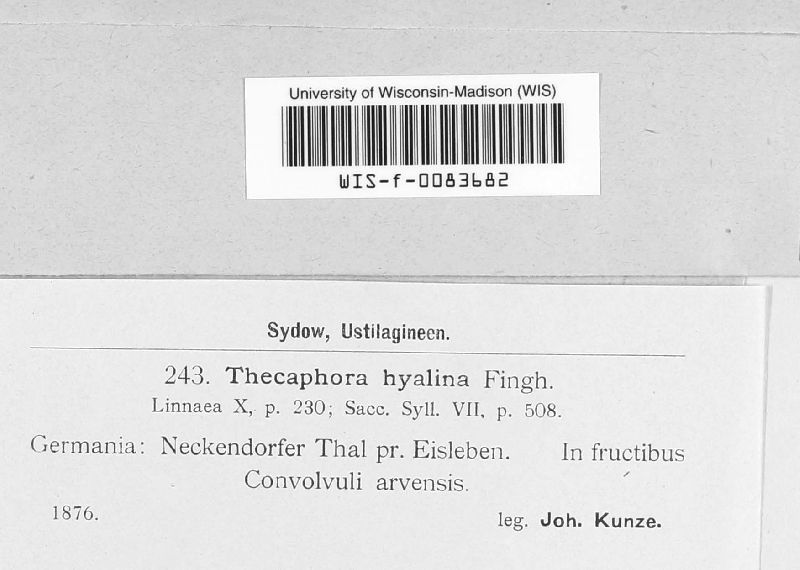 University of Wisconsin-Madison (WIS)
WIS-f-0083682
Sydow, Ustilagineen.
243. Thecaphora hyalina Fingh.
Linnaea X, p. 230; Sacc. Syll. VII, p. 508.
Germania: Neckendorfer Thal pr. Eisleben. In fructibus
Convolvuli arvensis.
1876. leg. Joh. Kunze.